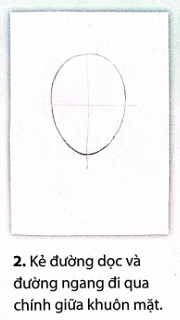 2. Kẻ đường dọc và
đường ngang đi qua
chính giữa khuôn mặt.